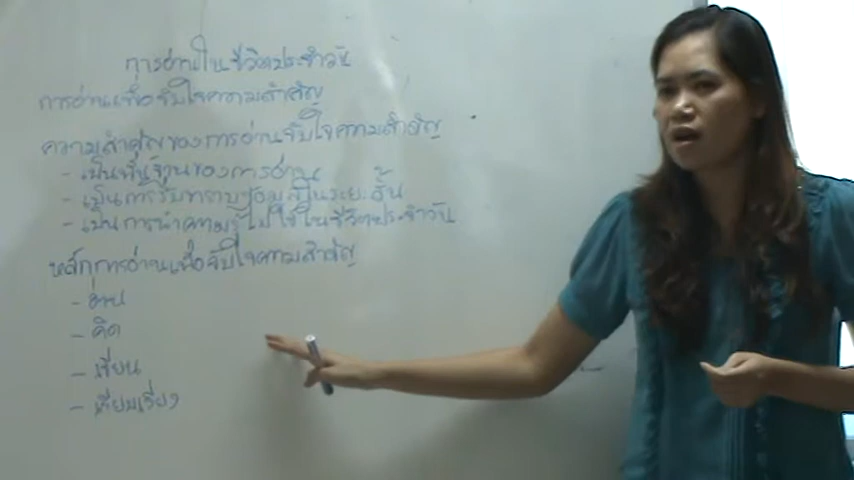 การอ่านในชีวิตประจำวัน
การอ่านเพื่อจับใจความสำคัญ
ความสำคัญของการอ่านจับใจความสำคัญ
- เป็นพื้นฐานของการอ่าน
- เป็นการรับทราบข้อมูลเป็นระยะสั้น
- เป็นการนำความรู้ไปใช้ในชีวิตประจำวัน
หลักการอ่านเพื่อจับใจความสำคัญ
- อ่าน
- คิด
- เขียน
- เรียบเรียง